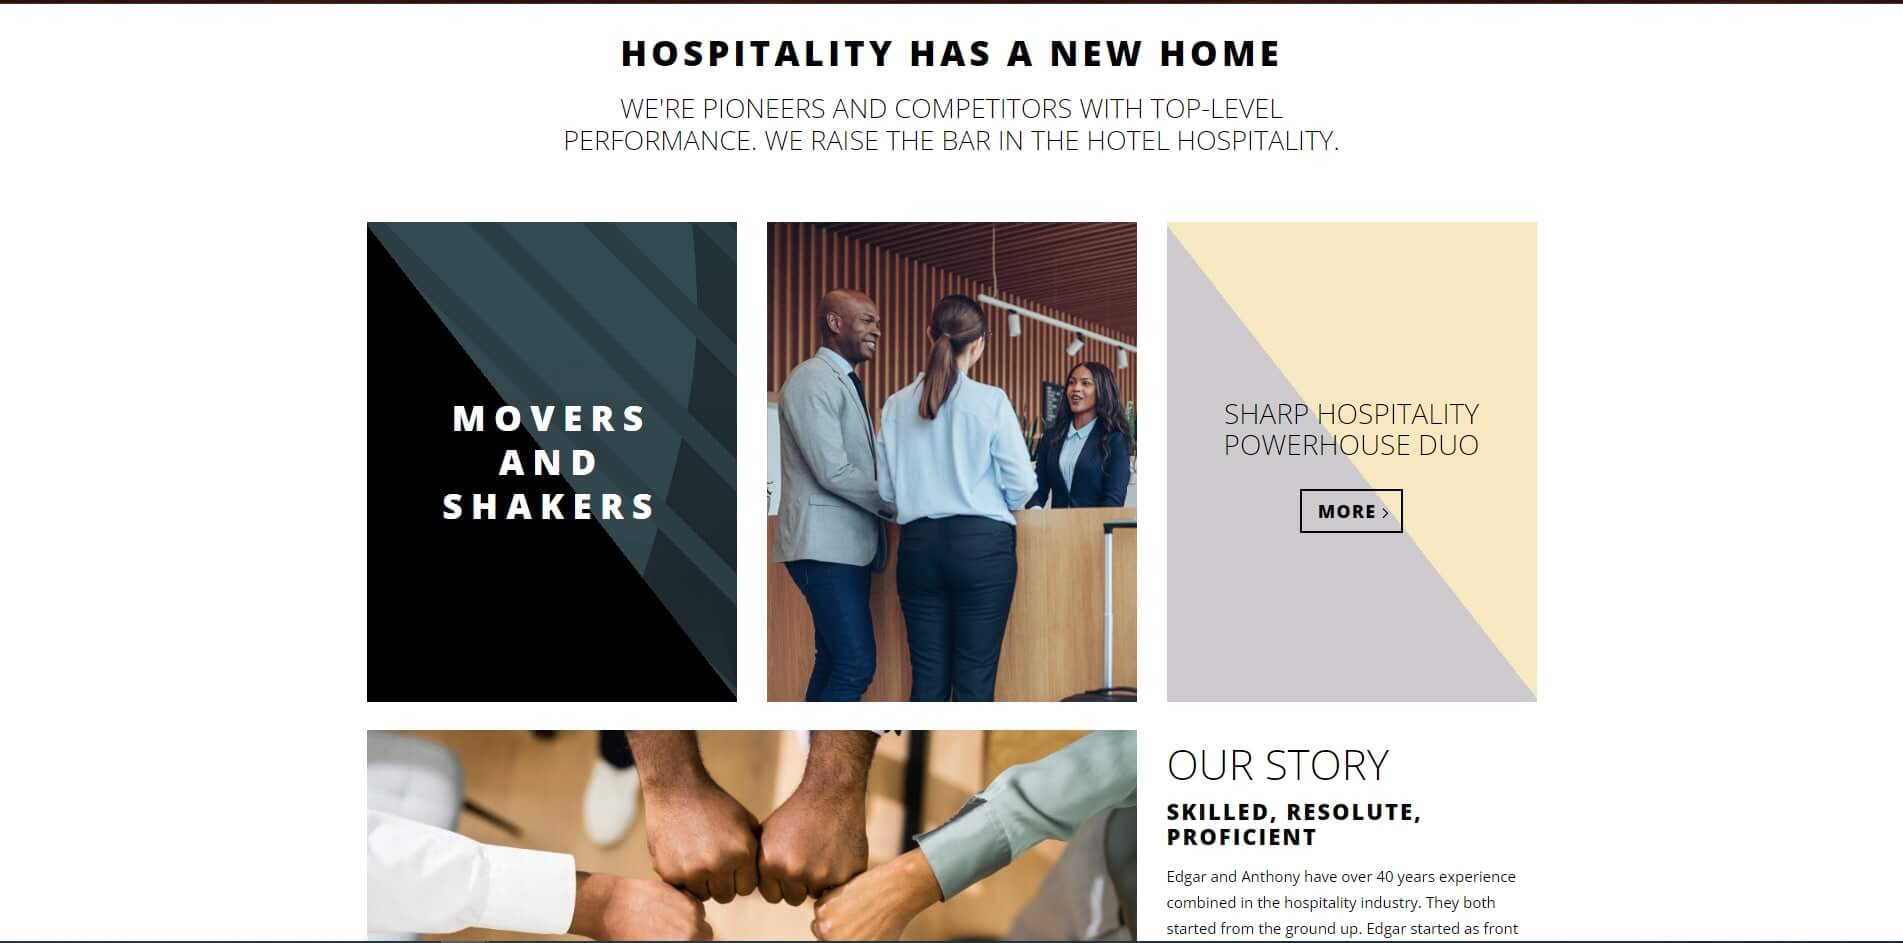 HOSPITALITY HAS A NEW HOME
WE'RE PIONEERS AND COMPETITORS WITH TOP-LEVEL
PERFORMANCE. WE RAISE THE BAR IN THE HOTEL HOSPITALITY.
MOVERS
AND
SHAKERS
SHARP HOSPITALITY
POWERHOUSE DUO
MORE >
OUR STORY
SKILLED, RESOLUTE,
PROFICIENT
Edgar and Anthony have over 40 years experience
combined in the hospitality industry. They both
started from the ground up. Edgar started as front